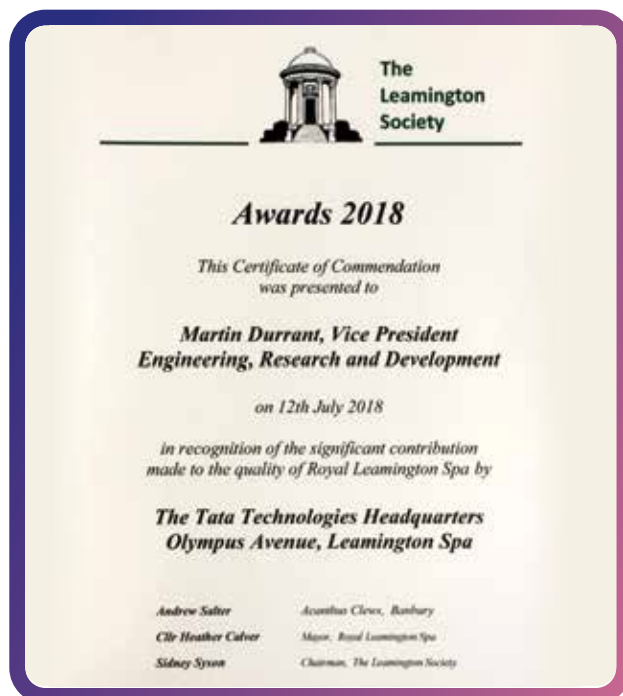 The
Leamington
Society
Awards 2018
This Certificate of Commendation
was presented to
Martin Durrant, Vice President
Engineering, Research and Development
on 12th July 2018
in recognition of the significant contribution
made to the quality of Royal Leamington Spa by
The Tata Technologies Headquarters
Olympus Avenue, Leamington Spa
Andrew Salter Acanthus Clews, Banbury
Cllr Heather Calver Mayor, Royal Leamington Spa
Sidney Syson Chairman, The Leamington Society